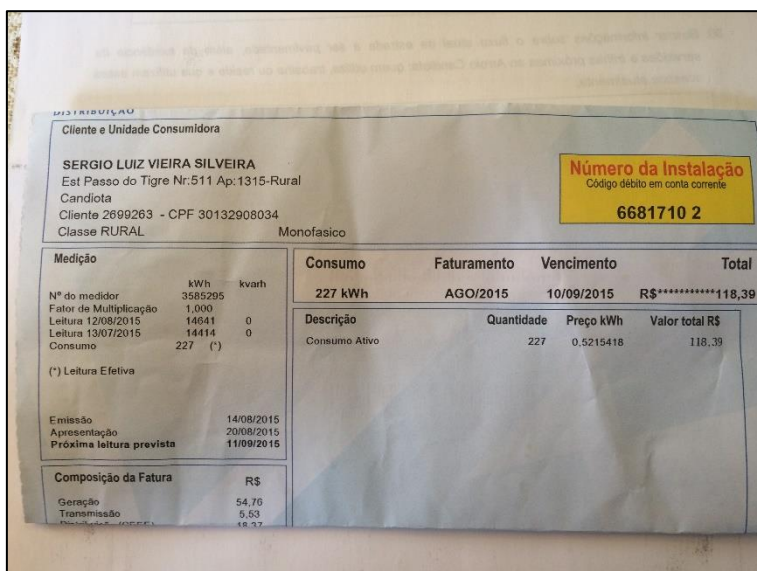 DISTRIBUIÇÃO
Cliente e Unidade Consumidora
SERGIO LUIZ VIEIRA SILVEIRA
Est Passo do Tigre Nr:511 Ap:1315-Rural
Candiota
Cliente 2699263 - CPF 30132908034
Classe RURAL Monofasico
Número da Instalação
Código débito em conta corrente
6681710 2
Medição
kWh kvarh
Nº do medidor 3585295
Fator de Multiplicação 1,000
Leitura 12/08/2015 14641 0
Leitura 13/07/2015 14414 0
Consumo 227 (*)
(*) Leitura Efetiva
Emissão 14/08/2015
Apresentação 20/08/2015
Próxima leitura prevista 11/09/2015
Consumo Faturamento Vencimento Total
227 kWh AGO/2015 10/09/2015 R$***********118,39
Descrição Quantidade Preço kWh Valor total R$
Consumo Ativo 227 0,5215418 118,39
Composição da Fatura R$
Geração 54,76
Transmissão 5,53
18,37